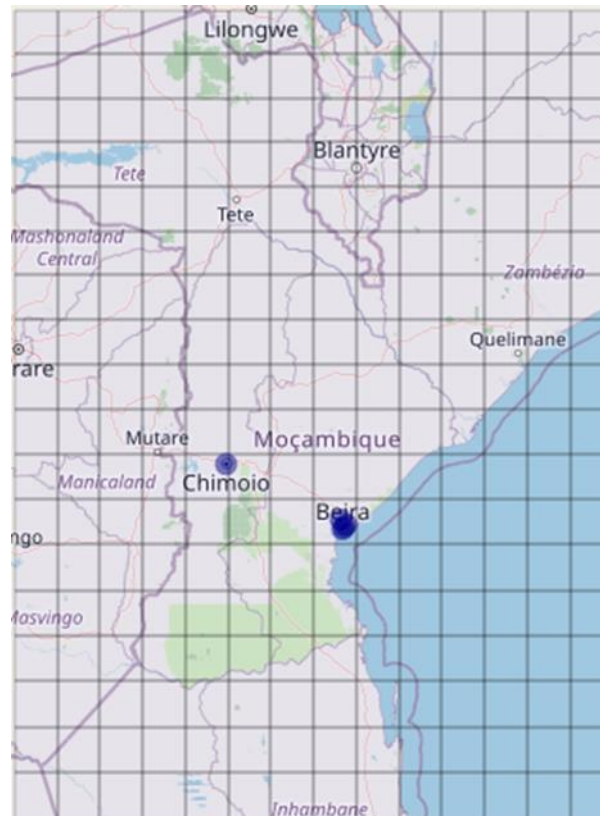 Lilongwe
Blantyre
Tete
Tete
Mashonaland
Central
Zambézia
Quelimane
rare
Mutare
Moçambique
Manicaland
Chimoio
Beira
ngo
Masvingo
Inhambane